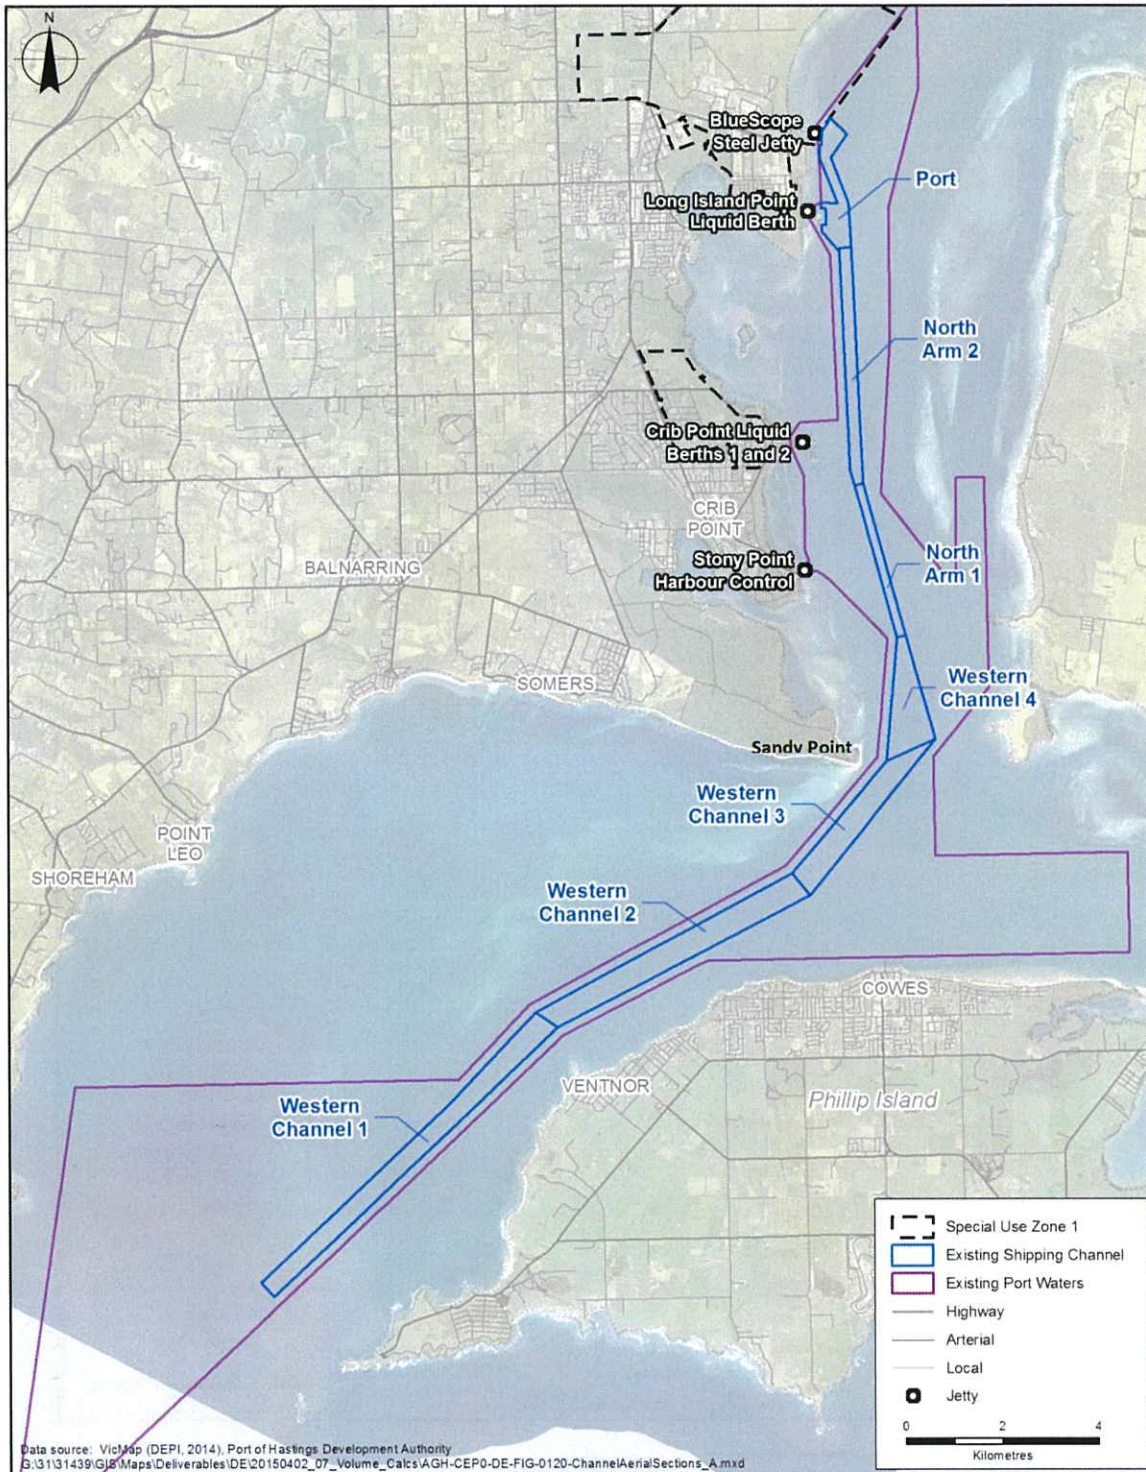 N
BlueScope
Steel Jetty
Port
Long Island Point
Liquid Berth
North
Arm 2
Crib Point Liquid
Berths 1 and 2
CRIB
POINT
North
Arm 1
Stony Point
Harbour Control
BALNARRING
SOMERS
Western
Channel 4
Sandy Point
Western
Channel 3
POINT
LEO
SHOREHAM
Western
Channel 2
COWES
VENTNOR
Phillip Island
Western
Channel 1
Special Use Zone 1
Existing Shipping Channel
Existing Port Waters
Highway
Arterial
Local
Jetty
0 2 4
Kilometres
Data source: VicMap (DEPI, 2014), Port of Hastings Development Authority
G:\31\31439\GIS\Maps\Deliverables\DE\20150402_07_Volume_Calcs\AGH-CEP0-DE-FIG-0120-ChannelAerialSections_A.mxd